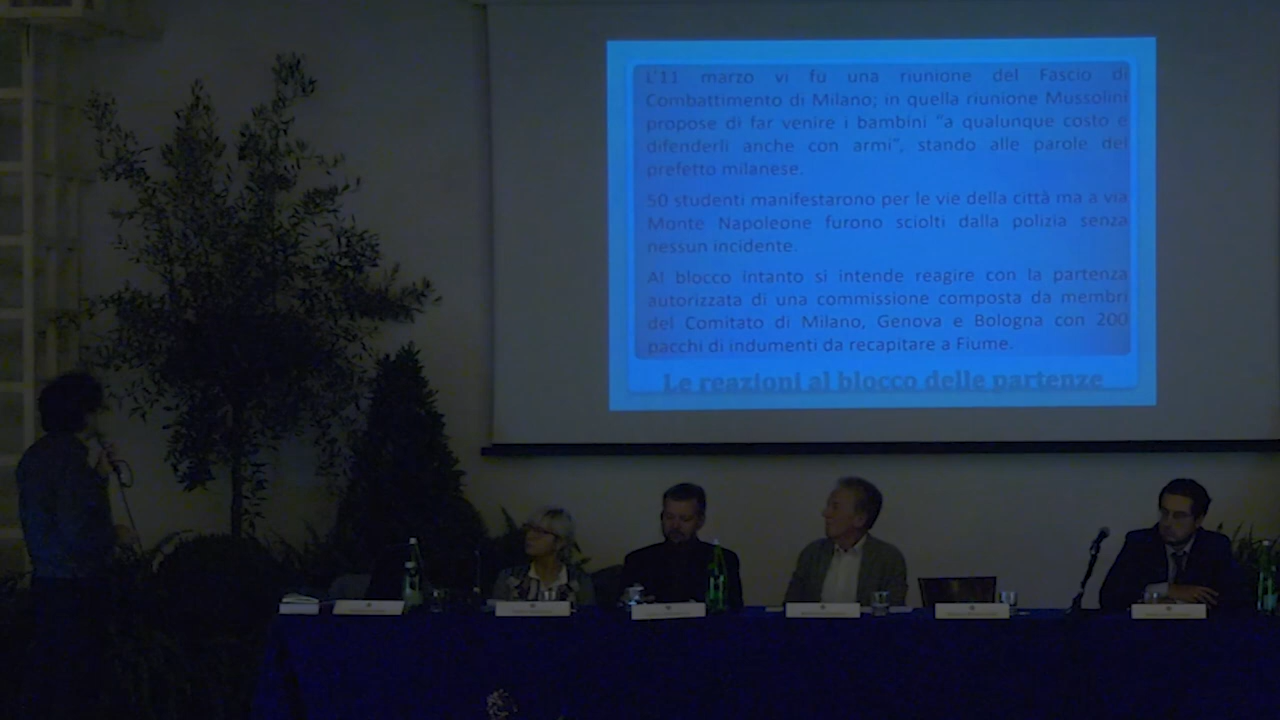 L'11 marzo vi fu una riunione del Fascio di
Combattimento di Milano; in quella riunione Mussolini
propose di far venire i bambini "a qualunque costo e
difenderli anche con armi", stando alle parole del
prefetto milanese.
50 studenti manifestarono per le vie della città ma a via
Monte Napoleone furono sciolti dalla polizia senza
nessun incidente.
Al blocco intanto si intende reagire con la partenza
autorizzata di una commissione composta da membri
del Comitato di Milano, Genova e Bologna con 200
pacchi di indumenti da recapitare a Fiume.
Le reazioni al blocco delle partenze